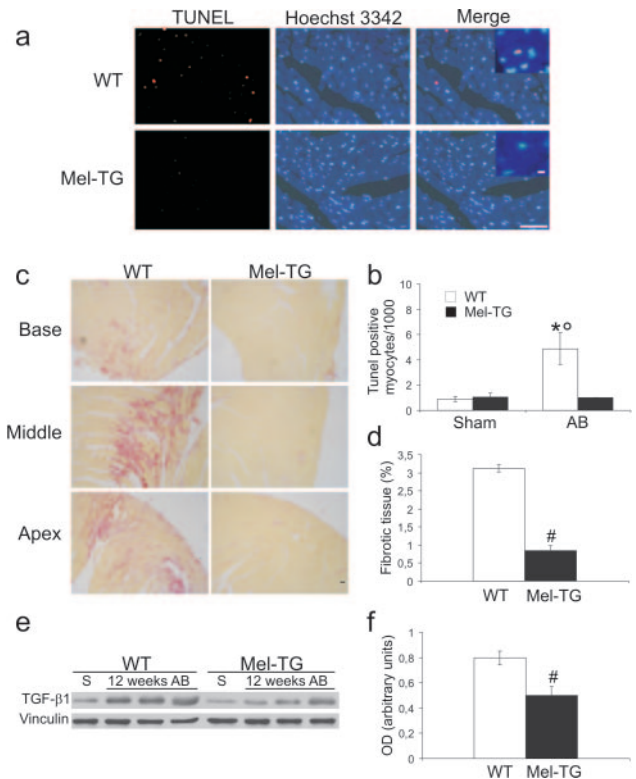 a
TUNEL Hoechst 3342 Merge
WT
Mel-TG
c
WT Mel-TG
Base
Middle
Apex
b
Tunel positive
myocytes/1000
10
8
6
4
2
0
WT
Mel-TG
*°
Sham AB
d
Fibrotic tissue (%)
3,5
3
2,5
2
1,5
1
0,5
0
#
WT Mel-TG
e
WT Mel-TG
S 12 weeks AB S 12 weeks AB
TGF-β1
Vinculin
f
OD (arbitrary units)
1
0,8
0,6
0,4
0,2
0
#
WT Mel-TG